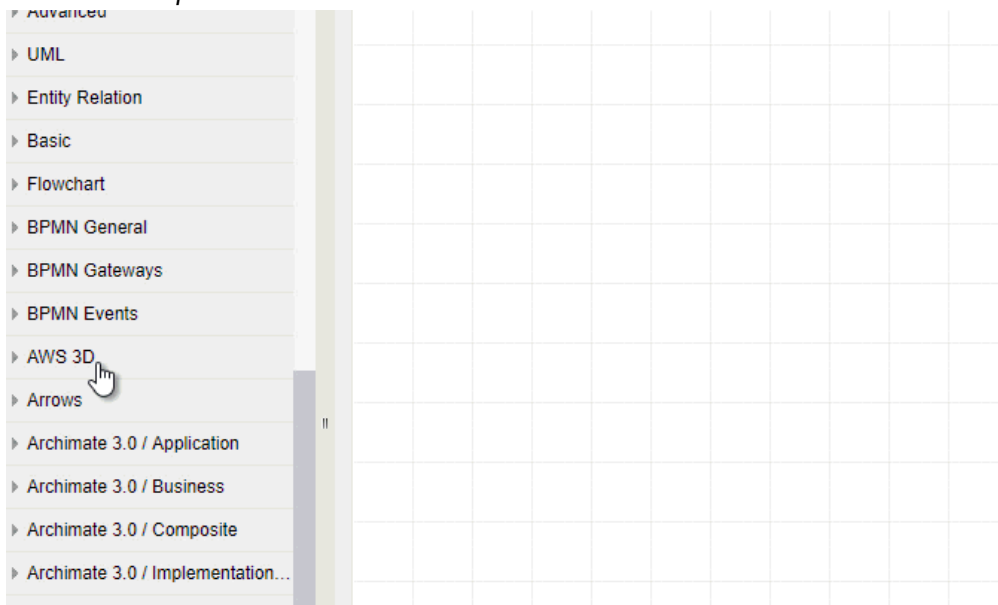 Advanced
UML
Entity Relation
Basic
Flowchart
BPMN General
BPMN Gateways
BPMN Events
AWS 3D
Arrows
Archimate 3.0 / Application
Archimate 3.0 / Business
Archimate 3.0 / Composite
Archimate 3.0 / Implementation...